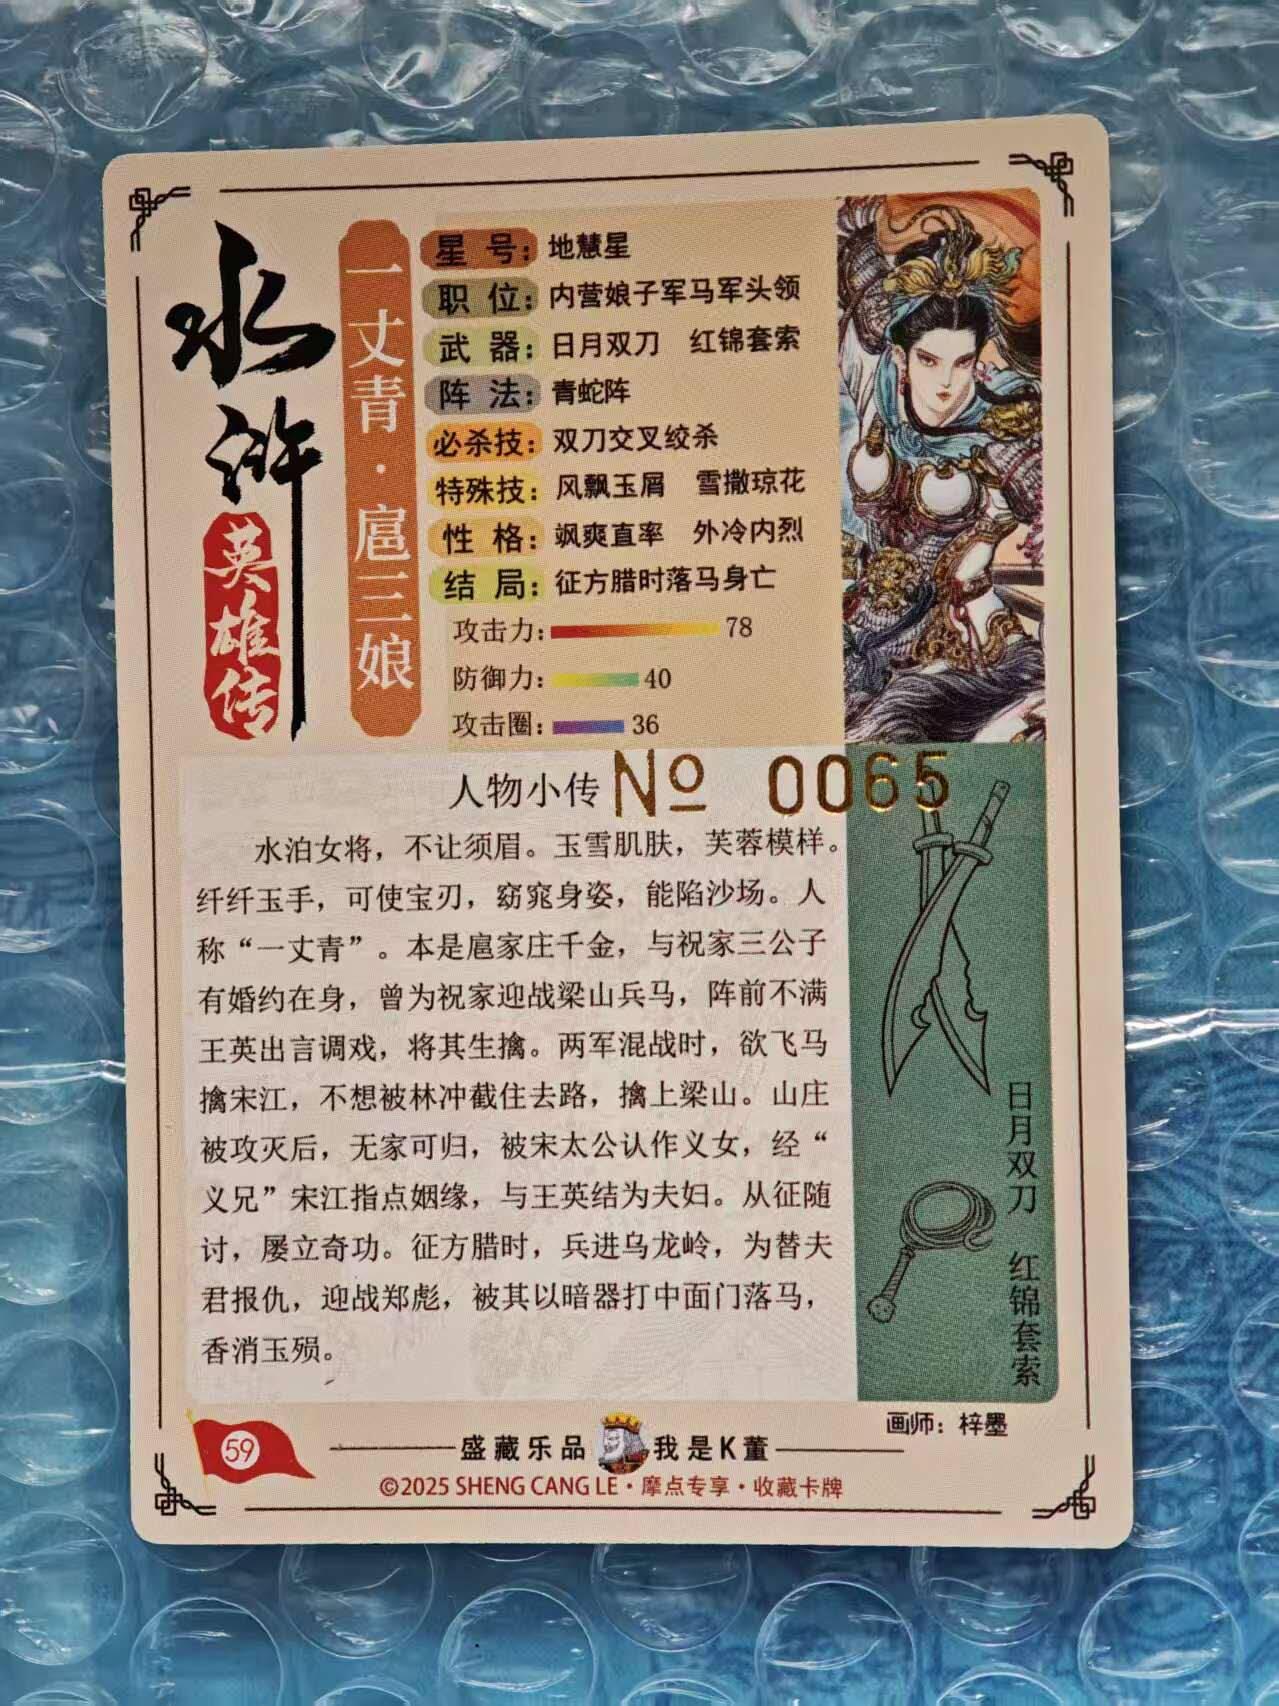 水浒
英雄传
一丈青·扈三娘
星号：地慧星
职位：内营娘子军马军头领
武器：日月双刀 红锦套索
阵法：青蛇阵
必杀技：双刀交叉绞杀
特殊技：风飘玉屑 雪撒琼花
性格：飒爽直率 外冷内烈
结局：征方腊时落马身亡
攻击力：78
防御力：40
攻击圈：36
人物小传
№ 0065
水泊女将，不让须眉。玉雪肌肤，芙蓉模样。
纤纤玉手，可使宝刃，窈窕身姿，能陷沙场。人
称“一丈青”。本是扈家庄千金，与祝家三公子
有婚约在身，曾为祝家迎战梁山兵马，阵前不满
王英出言调戏，将其生擒。两军混战时，欲飞马
擒宋江，不想被林冲截住去路，擒上梁山。山庄
被攻灭后，无家可归，被宋太公认作义女，经“
义兄”宋江指点姻缘，与王英结为夫妇。从征随
讨，屡立奇功。征方腊时，兵进乌龙岭，为替夫
君报仇，迎战郑彪，被其以暗器打中面门落马，
香消玉殒。
日月双刀 红锦套索
画师：梓墨
59
盛藏乐品 我是K董
©2025 SHENG CANG LE·摩点专享·收藏卡牌